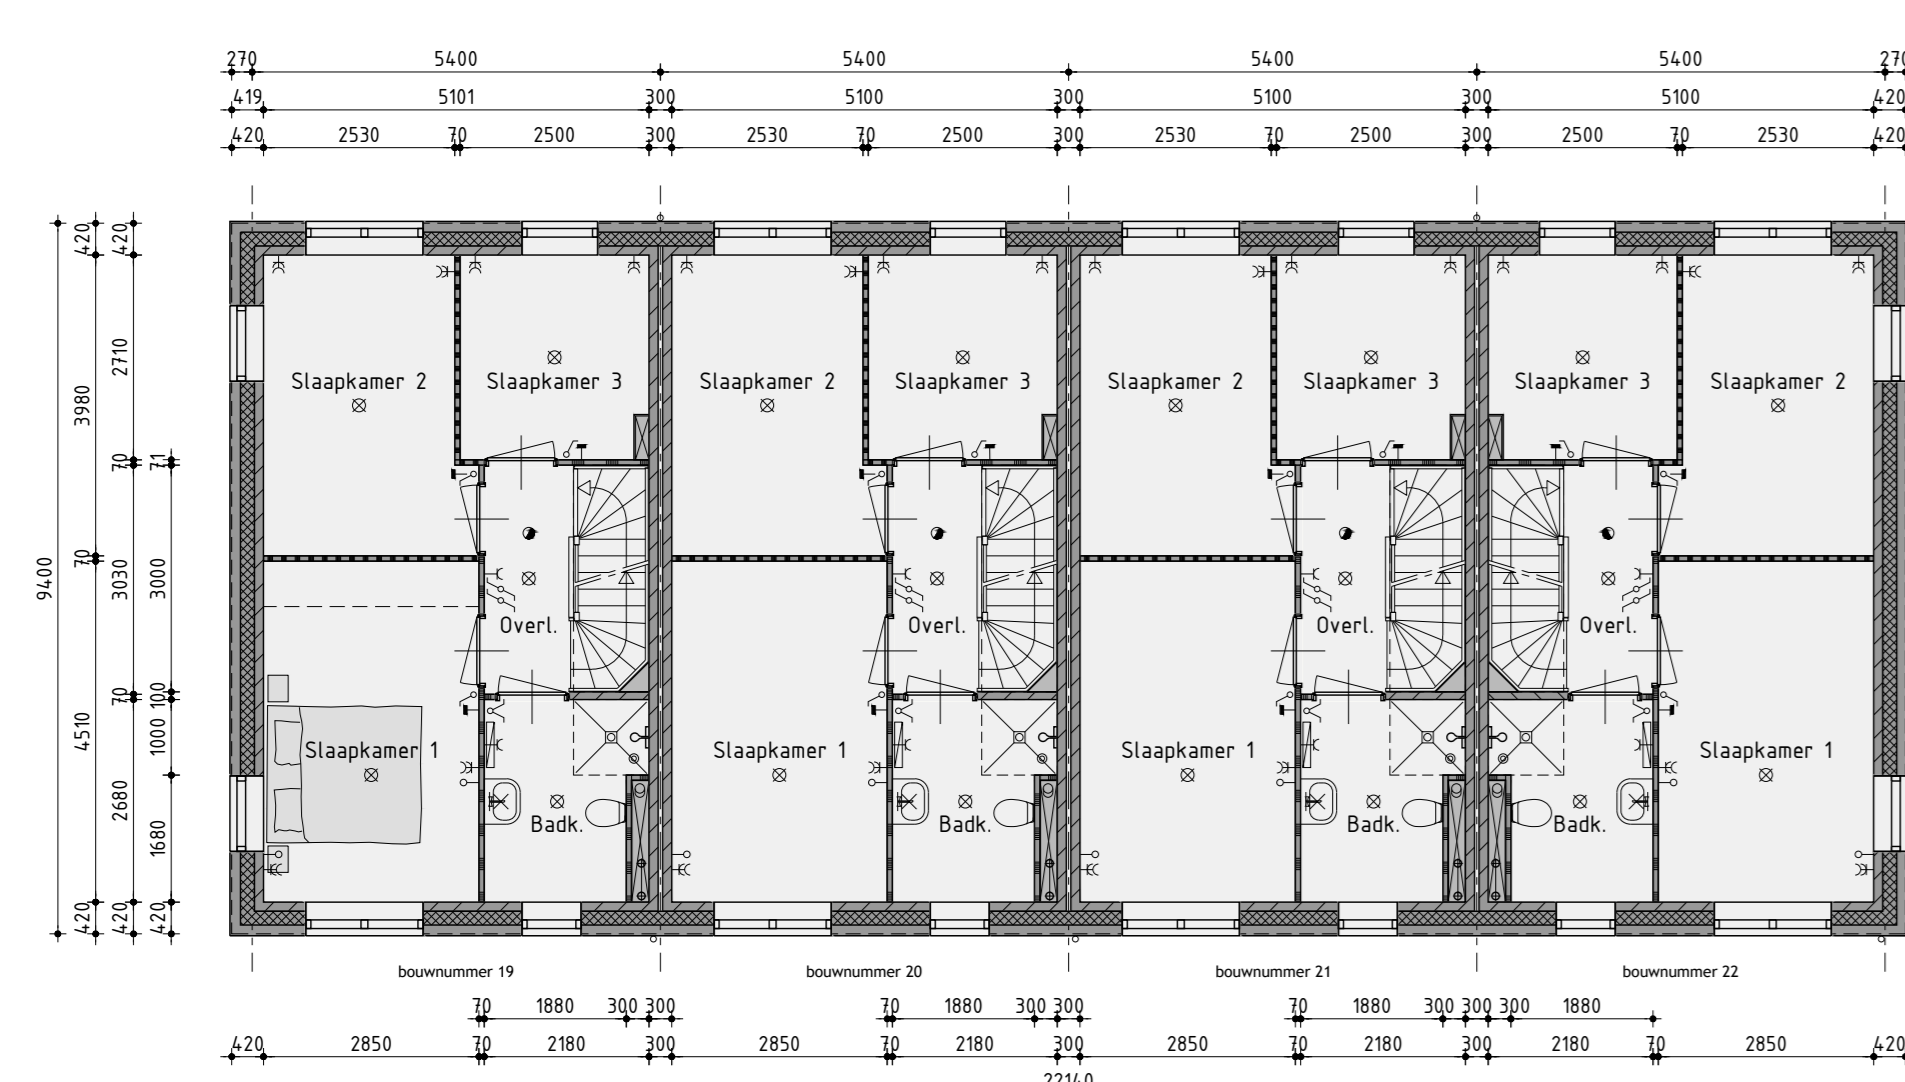 270 5400 5400 5400 5400 270
419 5101 300 5100 300 5100 300 5100 420
420 2530 70 2500 300 2530 70 2500 300 2530 70 2500 300 2500 70 2530 420
9400
420 3980 70 4510 420
420 2710 70 3030 70 2680 420
71 3000 100 1000 1680 420
Slaapkamer 2 Slaapkamer 3 Slaapkamer 2 Slaapkamer 3 Slaapkamer 2 Slaapkamer 3 Slaapkamer 3 Slaapkamer 2
Overl. Overl. Overl. Overl.
Slaapkamer 1 Slaapkamer 1 Slaapkamer 1 Slaapkamer 1
Badk. Badk. Badk. Badk.
bouwnummer 19 bouwnummer 20 bouwnummer 21 bouwnummer 22
70 1880 300 300 70 1880 300 300 70 1880 300 300 300 1880
420 2850 70 2180 300 2850 70 2180 300 2850 70 2180 300 2180 70 2850 420
22140